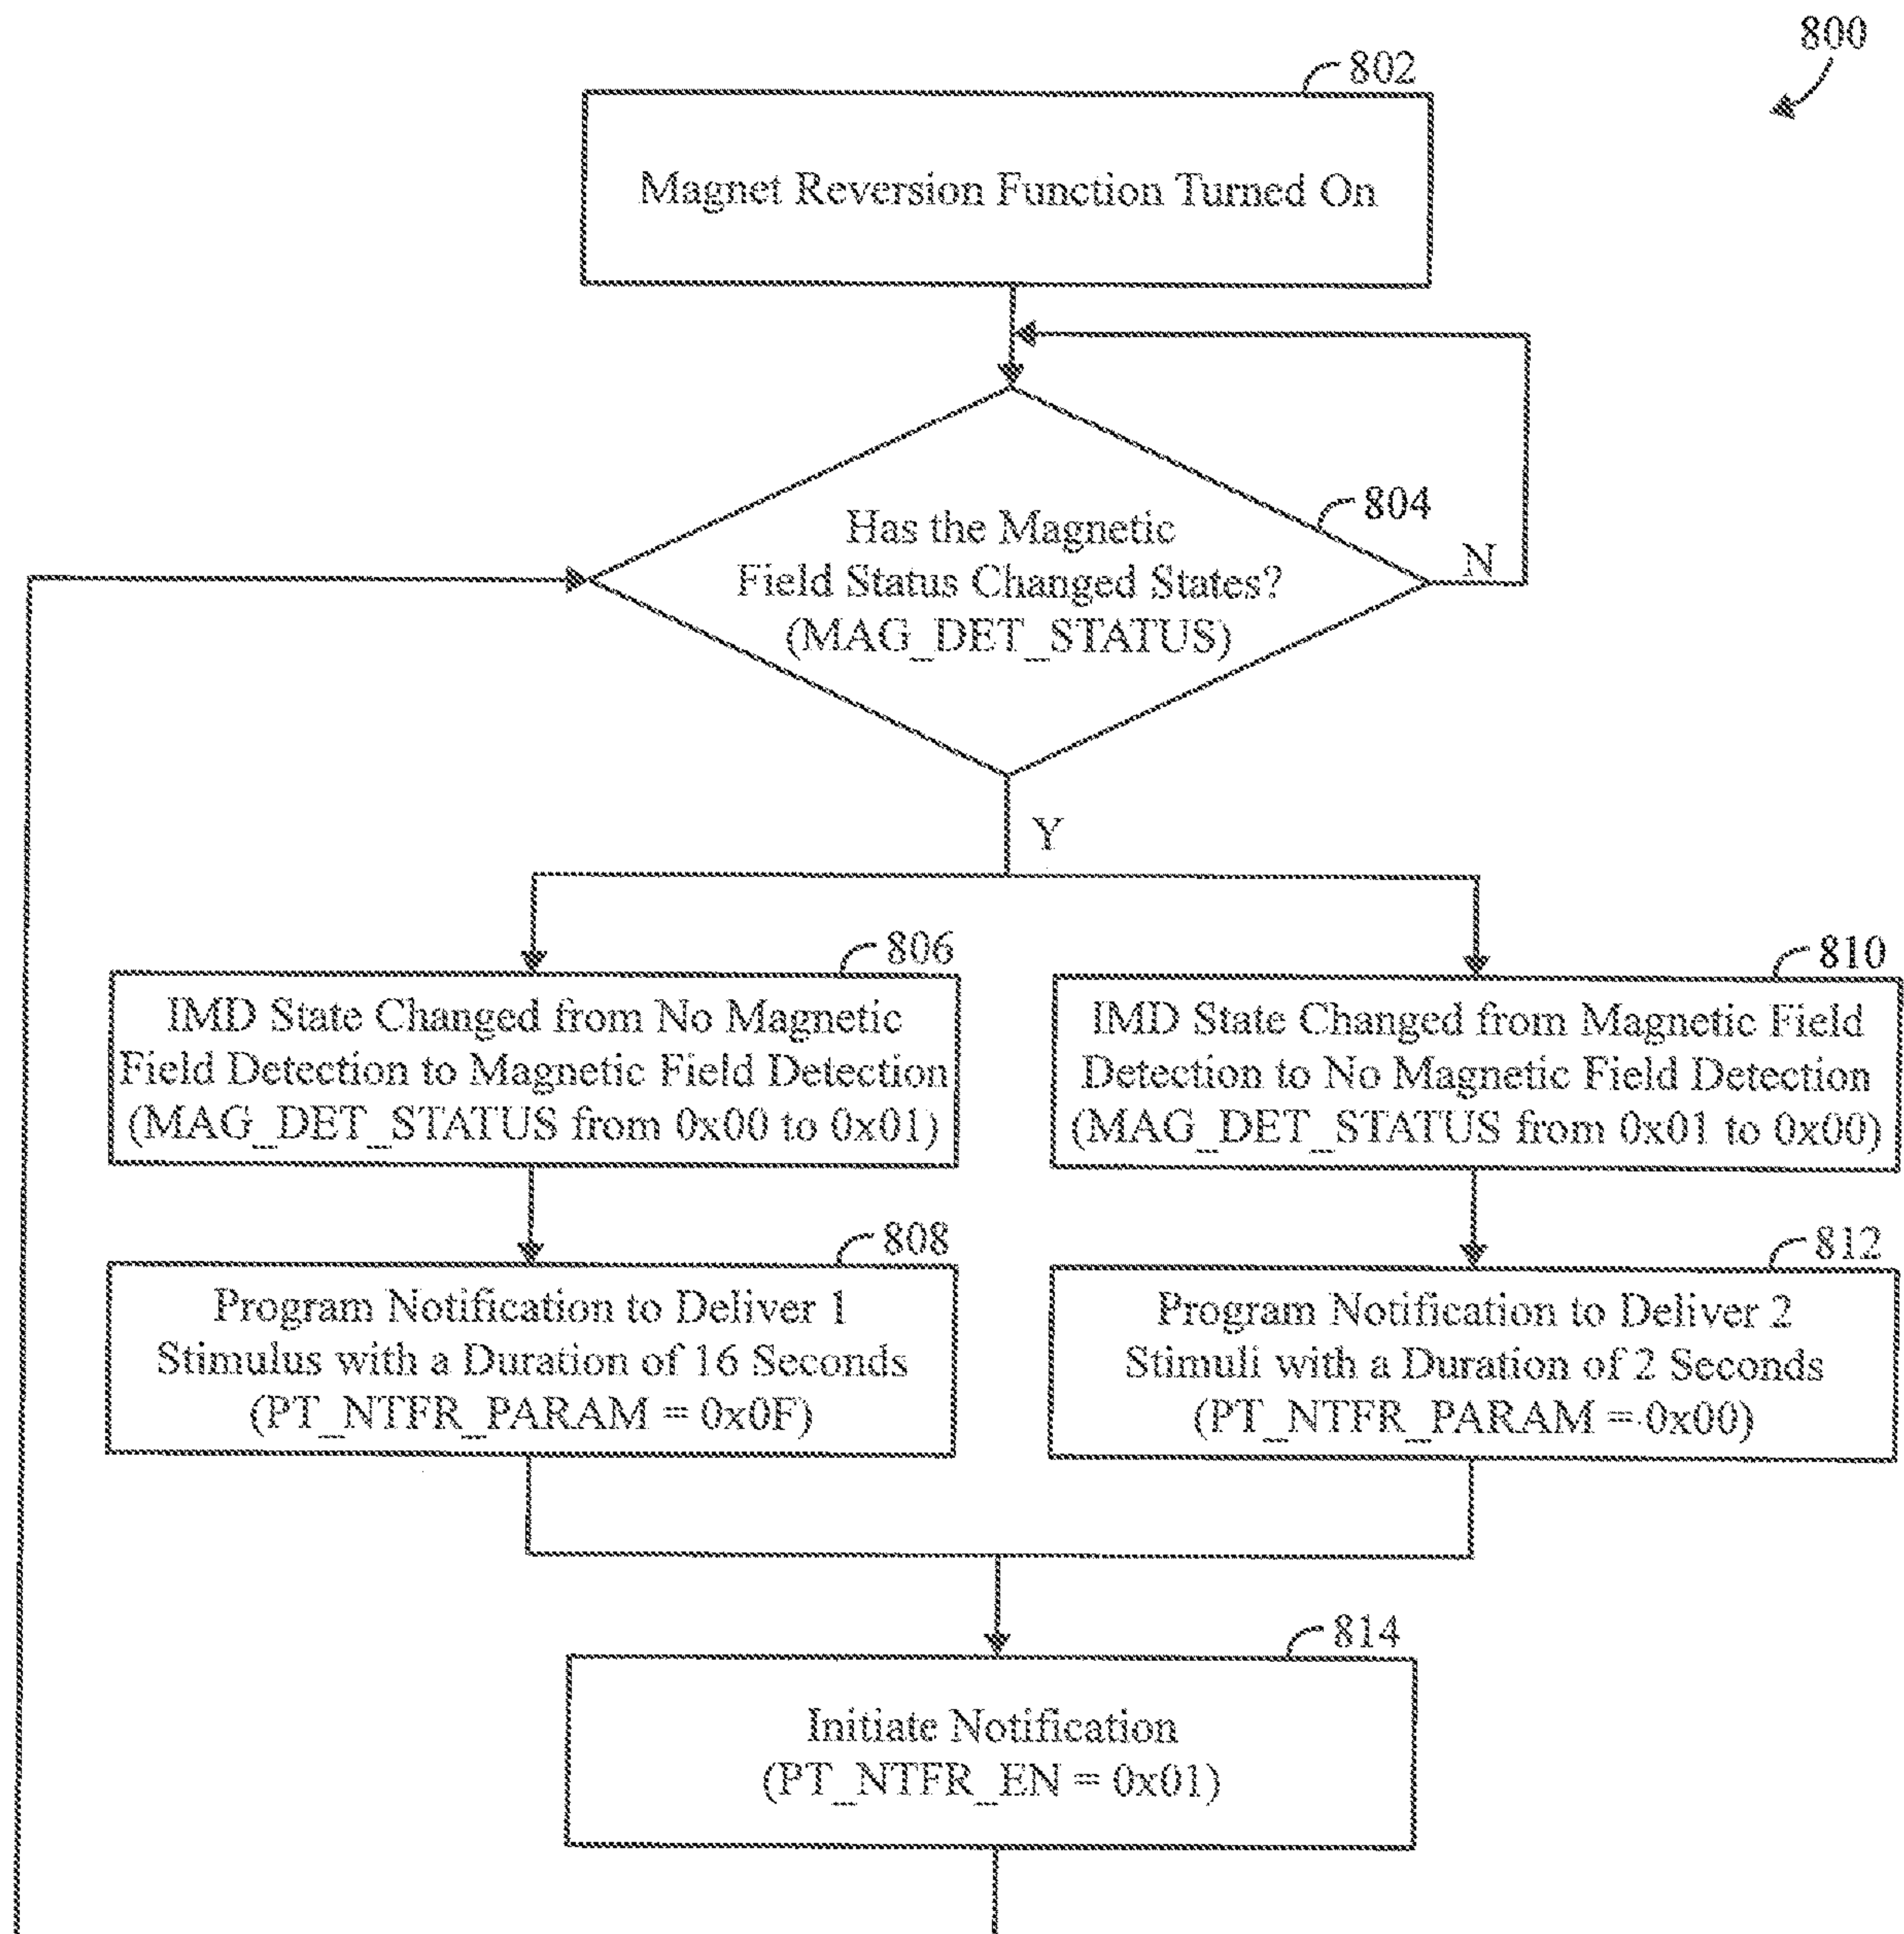 800
802
Magnet Reversion Function Turned On
804
Has the Magnetic
Field Status Changed States?
(MAG_DET_STATUS)
N
Y
806
IMD State Changed from No Magnetic
Field Detection to Magnetic Field Detection
(MAG_DET_STATUS from 0x00 to 0x01)
810
IMD State Changed from Magnetic Field
Detection to No Magnetic Field Detection
(MAG_DET_STATUS from 0x01 to 0x00)
808
Program Notification to Deliver 1
Stimulus with a Duration of 16 Seconds
(PT_NTFR_PARAM = 0x0F)
812
Program Notification to Deliver 2
Stimuli with a Duration of 2 Seconds
(PT_NTFR_PARAM = 0x00)
814
Initiate Notification
(PT_NTFR_EN = 0x01)